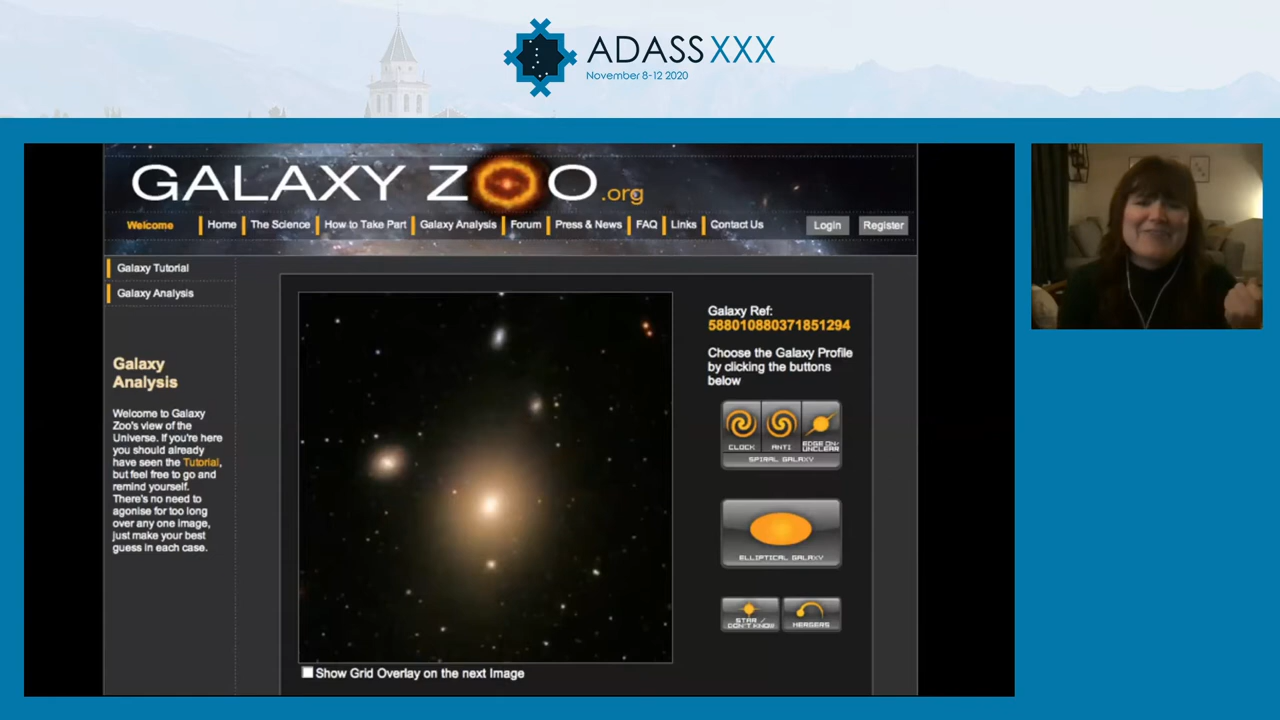 ADASS XXX
November 8-12 2020
GALAXY ZOO.org
Welcome
Home
The Science
How to Take Part
Galaxy Analysis
Forum
Press & News
FAQ
Links
Contact Us
Login
Register
Galaxy Tutorial
Galaxy Analysis
Galaxy
Analysis
Welcome to Galaxy
Zoo's view of the
Universe. If you're here
you should already
have seen the Tutorial,
but feel free to go and
remind yourself.
There's no need to
agonise for too long
over any one image,
just make your best
guess in each case.
Show Grid Overlay on the next Image
Galaxy Ref:
588010880371851294
Choose the Galaxy Profile
by clicking the buttons
below
CLOCK
ANTI
EDGE ON/
UNCLEAR
SPIRAL GALAXY
ELLIPTICAL GALAXY
STAR /
DON'T KNOW
MERGERS